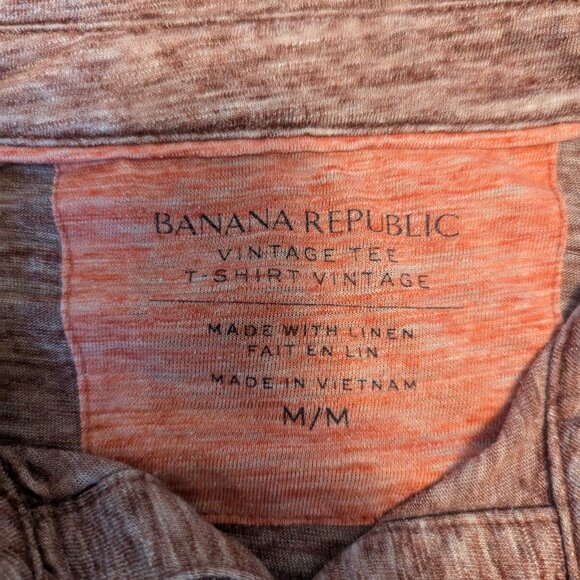 BANANA REPUBLIC
VINTAGE TEE
T-SHIRT VINTAGE
MADE WITH LINEN
FAIT EN LIN
MADE IN VIETNAM
M/M